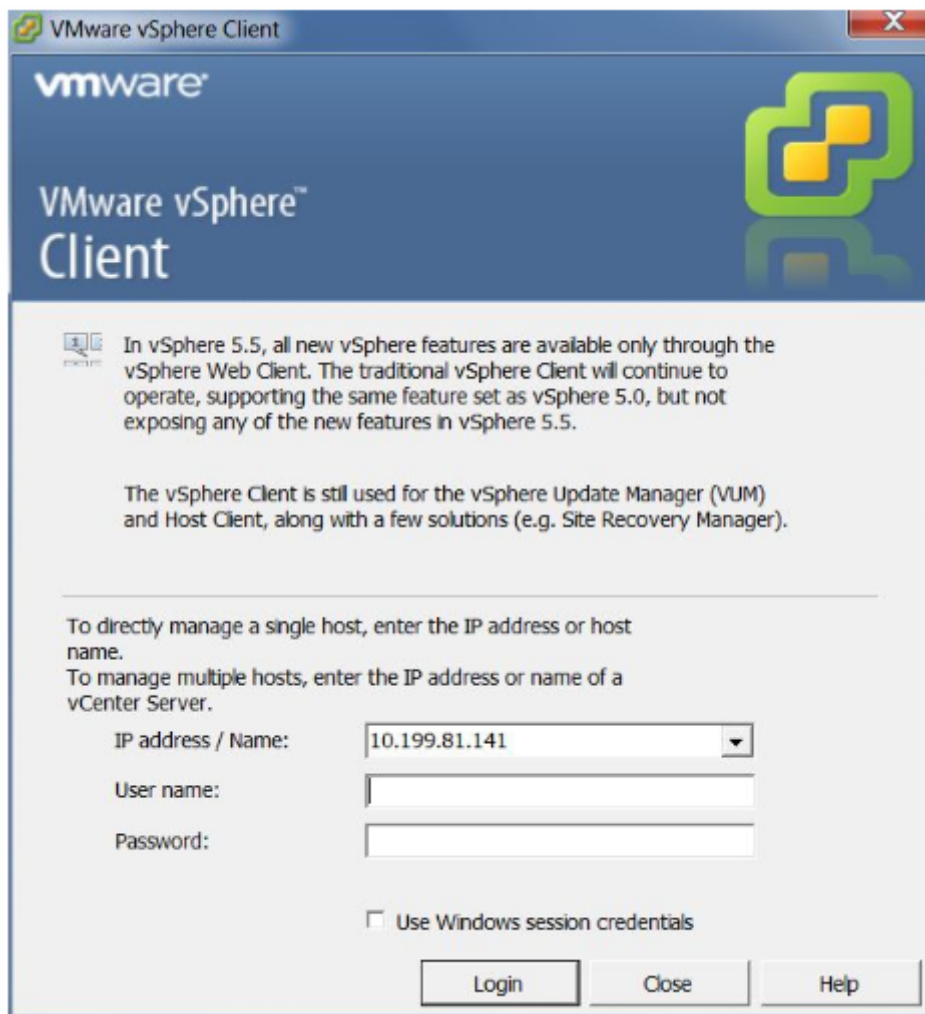 VMware vSphere Client
vmware
VMware vSphere™
Client
In vSphere 5.5, all new vSphere features are available only through the
vSphere Web Client. The traditional vSphere Client will continue to
operate, supporting the same feature set as vSphere 5.0, but not
exposing any of the new features in vSphere 5.5.
The vSphere Client is still used for the vSphere Update Manager (VUM)
and Host Client, along with a few solutions (e.g. Site Recovery Manager).
To directly manage a single host, enter the IP address or host
name.
To manage multiple hosts, enter the IP address or name of a
vCenter Server.
IP address / Name: 10.199.81.141
User name:
Password:
Use Windows session credentials
Login Close Help